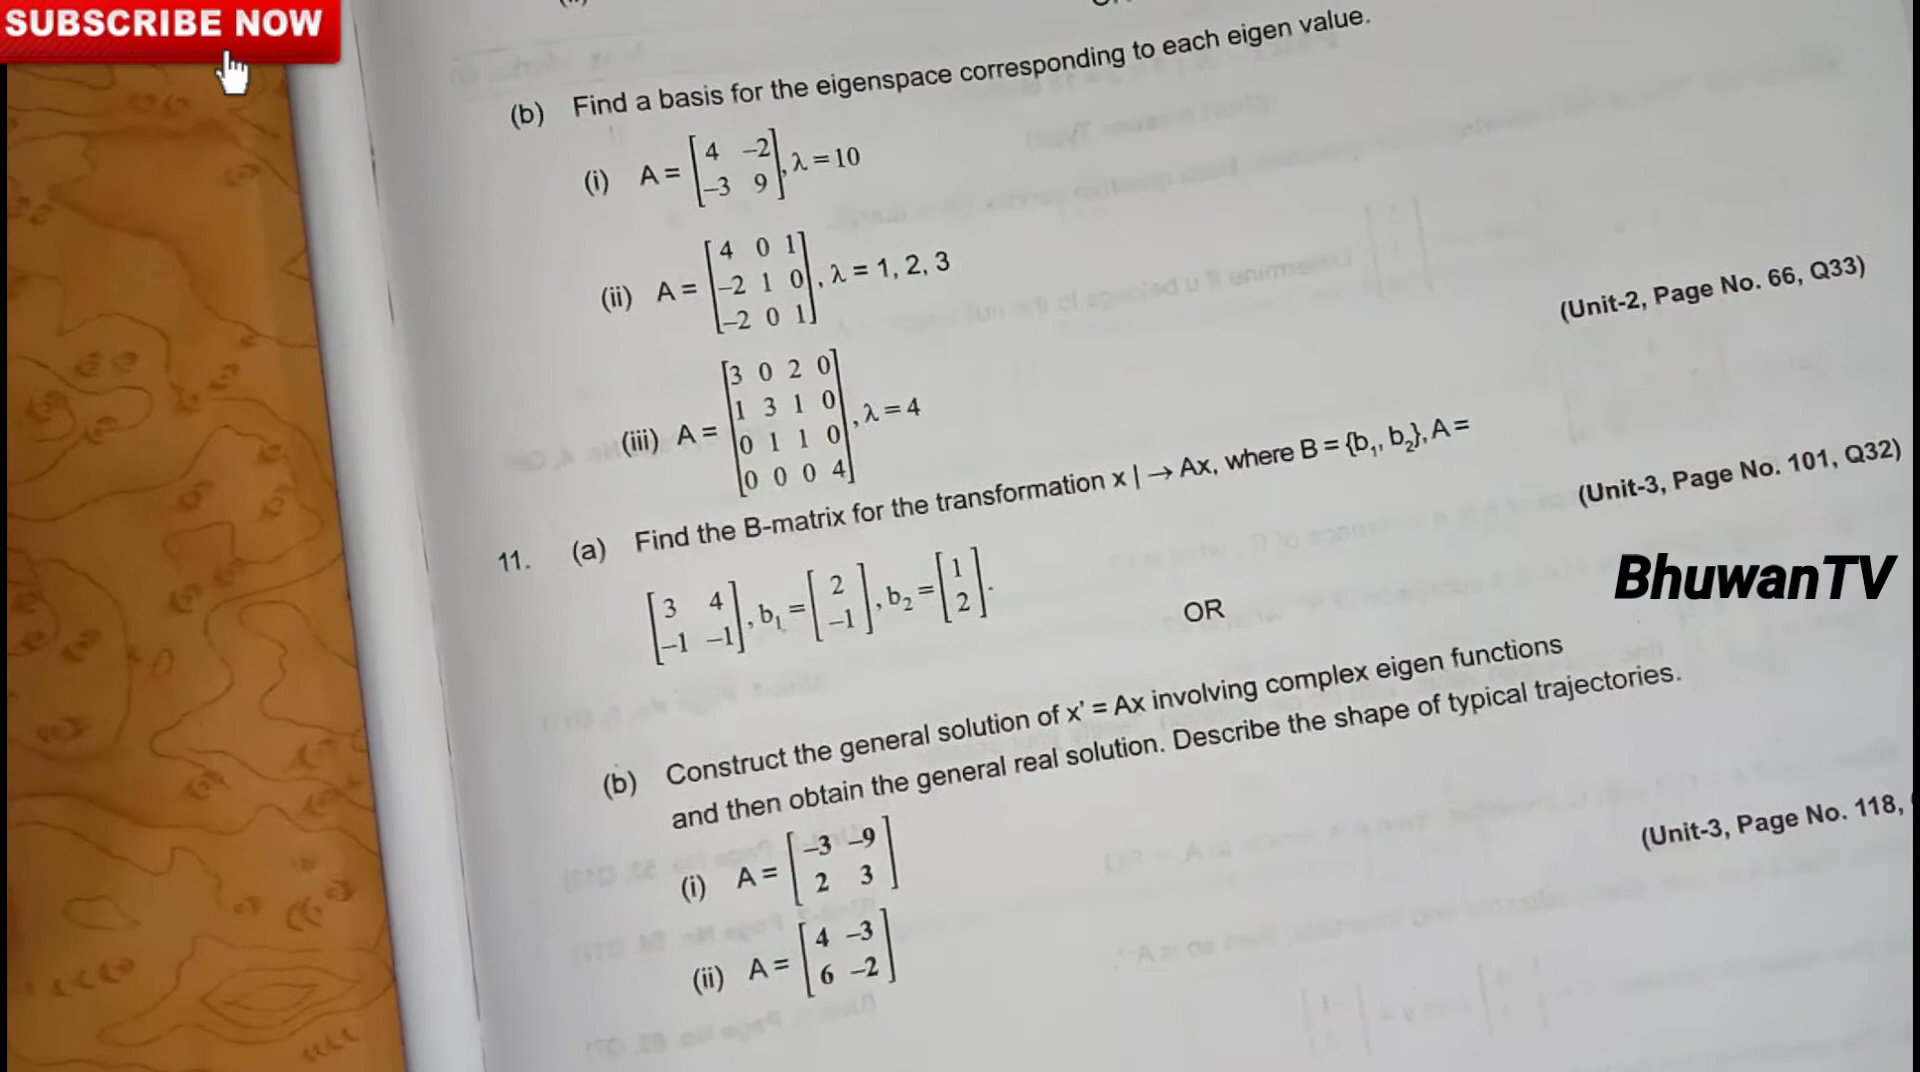 SUBSCRIBE NOW
(b) Find a basis for the eigenspace corresponding to each eigen value.
(i) A = [4 –2
–3 9], λ = 10
(ii) A = [4 0 1
–2 1 0
–2 0 1], λ = 1, 2, 3
(Unit-2, Page No. 66, Q33)
(iii) A = [3 0 2 0
1 3 1 0
0 1 1 0
0 0 0 4], λ = 4
11. (a) Find the B-matrix for the transformation x | → Ax, where B = {b₁, b₂}, A =
[3 4
–1 –1], b₁ = [2
–1], b₂ = [1
2].
(Unit-3, Page No. 101, Q32)
BhuwanTV
OR
(b) Construct the general solution of x' = Ax involving complex eigen functions
and then obtain the general real solution. Describe the shape of typical trajectories.
(i) A = [–3 –9
2 3]
(Unit-3, Page No. 118,
(ii) A = [4 –3
6 –2]